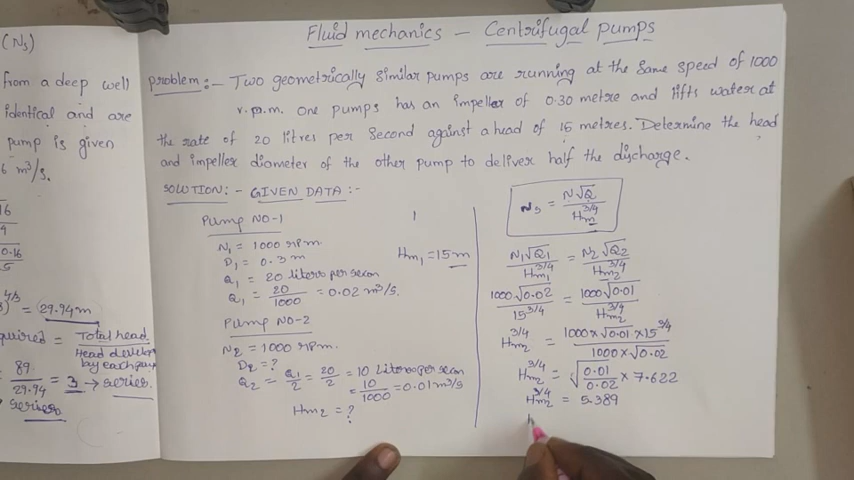 (Ns)
from a deep well
identical and are
pump is given
6 m³/s.
16
4
0.16
5
= 29.94m
quired = Total head
Head develop
by each pump
= 89/29.94 = 3 → series.
series
Fluid mechanics - Centrifugal pumps
problem:- Two geometrically similar pumps are running at the same speed of 1000
r.p.m. one pumps has an impeller of 0.30 metre and lifts water at
the rate of 20 litres per second against a head of 15 metres. Determine the head
and impeller diameter of the other pump to deliver half the discharge.
SOLUTION:- GIVEN DATA:-
Pump NO-1
N₁ = 1000 rpm.
D₁ = 0.3 m
Hm₁ = 15m
Q₁ = 20 liters per secon
Q₁ = 20/1000 = 0.02 m³/s.
Pump NO-2
N₂ = 1000 rpm.
D₂ = ?
Q₂ = Q₁/2 = 20/2 = 10 Liters per secon
= 10/1000 = 0.01 m³/s
Hm₂ = ?
Ns = N√Q / Hm^3/4
N₁√Q₁ / Hm₁^3/4 = N₂√Q₂ / Hm₂^3/4
1000√0.02 / 15^3/4 = 1000√0.01 / Hm₂^3/4
Hm₂^3/4 = 1000×√0.01×15^3/4 / 1000×√0.02
Hm₂^3/4 = √(0.01/0.02) × 7.622
Hm₂^3/4 = 5.389